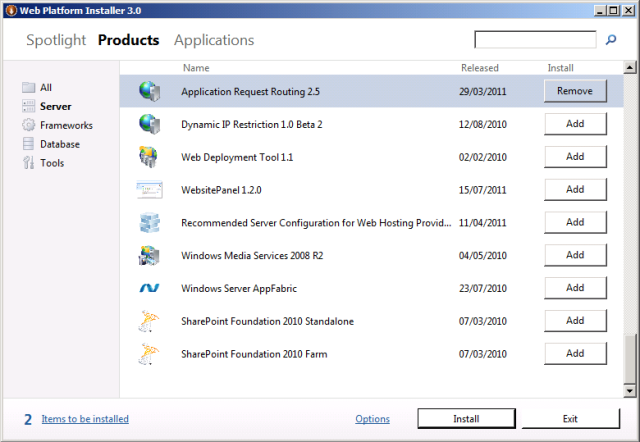 Web Platform Installer 3.0
Spotlight Products Applications
Name Released Install
All
Server
Frameworks
Database
Tools
Application Request Routing 2.5 29/03/2011 Remove
Dynamic IP Restriction 1.0 Beta 2 12/08/2010 Add
Web Deployment Tool 1.1 02/02/2010 Add
WebsitePanel 1.2.0 15/07/2011 Add
Recommended Server Configuration for Web Hosting Provid... 11/04/2011 Add
Windows Media Services 2008 R2 04/05/2010 Add
Windows Server AppFabric 23/07/2010 Add
SharePoint Foundation 2010 Standalone 07/03/2010 Add
SharePoint Foundation 2010 Farm 07/03/2010 Add
2 Items to be installed Options Install Exit